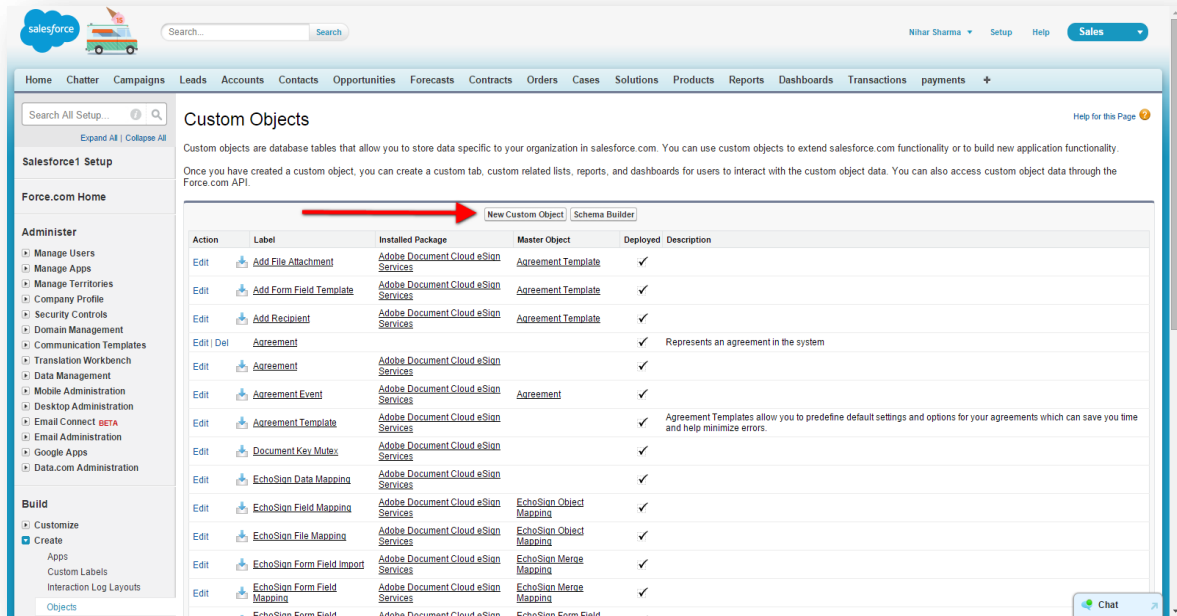 salesforce
15
Search...
Search
Nihar Sharma
Setup
Help
Sales
Home Chatter Campaigns Leads Accounts Contacts Opportunities Forecasts Contracts Orders Cases Solutions Products Reports Dashboards Transactions payments +
Search All Setup...
Expand All | Collapse All
Salesforce1 Setup
Force.com Home
Administer
Manage Users
Manage Apps
Manage Territories
Company Profile
Security Controls
Domain Management
Communication Templates
Translation Workbench
Data Management
Mobile Administration
Desktop Administration
Email Connect BETA
Email Administration
Google Apps
Data.com Administration
Build
Customize
Create
Apps
Custom Labels
Interaction Log Layouts
Objects
Custom Objects
Help for this Page
Custom objects are database tables that allow you to store data specific to your organization in salesforce.com. You can use custom objects to extend salesforce.com functionality or to build new application functionality.
Once you have created a custom object, you can create a custom tab, custom related lists, reports, and dashboards for users to interact with the custom object data. You can also access custom object data through the
Force.com API.
New Custom Object Schema Builder
Action Label Installed Package Master Object Deployed Description
Edit Add File Attachment Adobe Document Cloud eSign Services Agreement Template
Edit Add Form Field Template Adobe Document Cloud eSign Services Agreement Template
Edit Add Recipient Adobe Document Cloud eSign Services Agreement Template
Edit | Del Agreement Represents an agreement in the system
Edit Agreement Adobe Document Cloud eSign Services
Edit Agreement Event Adobe Document Cloud eSign Services Agreement
Edit Agreement Template Adobe Document Cloud eSign Services Agreement Templates allow you to predefine default settings and options for your agreements which can save you time and help minimize errors.
Edit Document Key Mutex Adobe Document Cloud eSign Services
Edit EchoSign Data Mapping Adobe Document Cloud eSign Services
Edit EchoSign Field Mapping Adobe Document Cloud eSign Services EchoSign Object Mapping
Edit EchoSign File Mapping Adobe Document Cloud eSign Services EchoSign Object Mapping
Edit EchoSign Form Field Import Adobe Document Cloud eSign Services EchoSign Merge Mapping
Edit EchoSign Form Field Mapping Adobe Document Cloud eSign Services EchoSign Merge Mapping
EchoSign Form Field Adobe Document Cloud eSign EchoSign Form Field
Chat